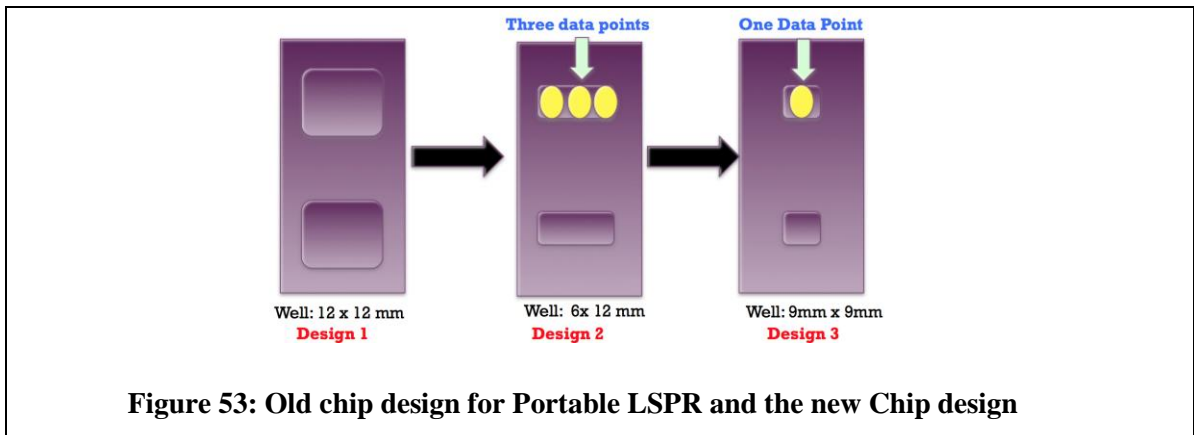 Three data points
One Data Point
Well: 12 x 12 mm
Design 1
Well: 6x 12 mm
Design 2
Well: 9mm x 9mm
Design 3
Figure 53: Old chip design for Portable LSPR and the new Chip design